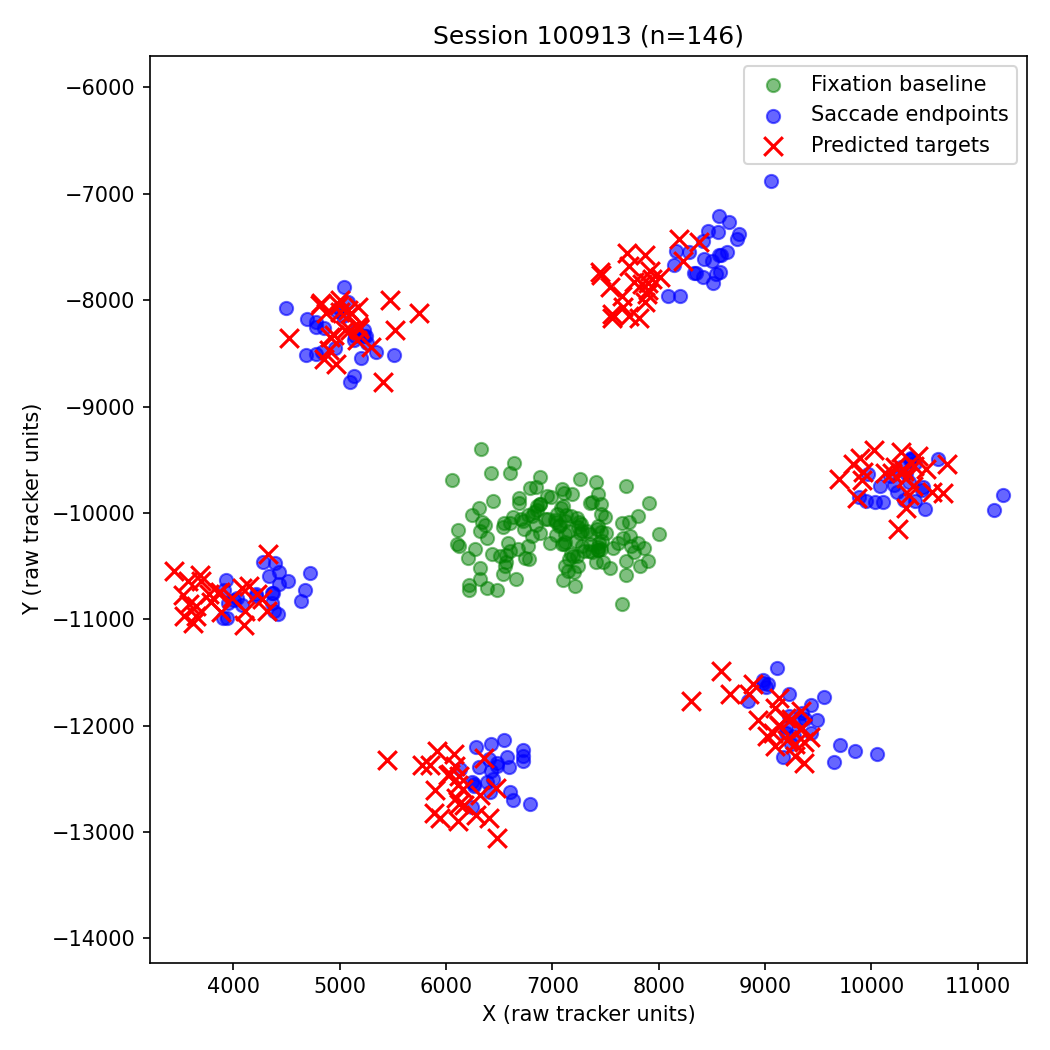 Session 100913 (n=146)
Fixation baseline
Saccade endpoints
Predicted targets
−6000
−7000
−8000
−9000
−10000
−11000
−12000
−13000
−14000
Y (raw tracker units)
4000 5000 6000 7000 8000 9000 10000 11000
X (raw tracker units)